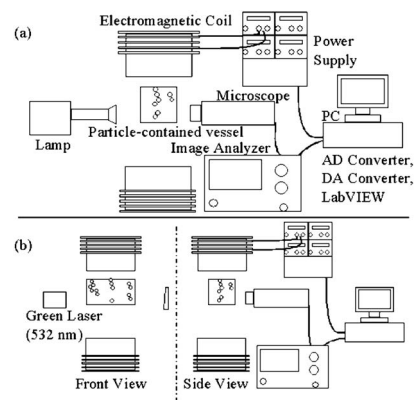 (a)
Electromagnetic Coil
Power
Supply
Microscope
PC
Particle-contained vessel
Lamp
Image Analyzer
AD Converter,
DA Converter,
LabVIEW
(b)
Green Laser
(532 nm)
Front View
Side View